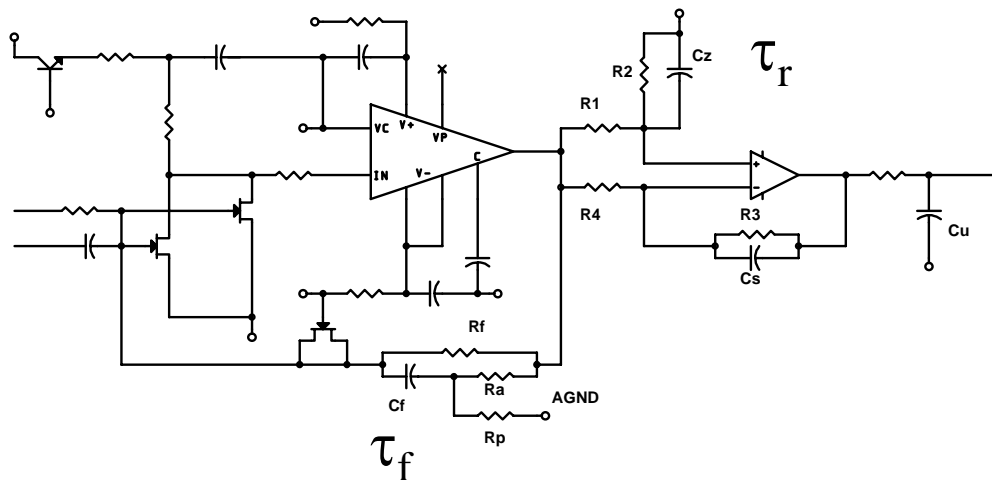 Cz
τr
R2
R1
V+
VP
VC
C
IN
V-
R4
R3
Cs
Cu
Rf
Ra
AGND
Cf
Rp
τf